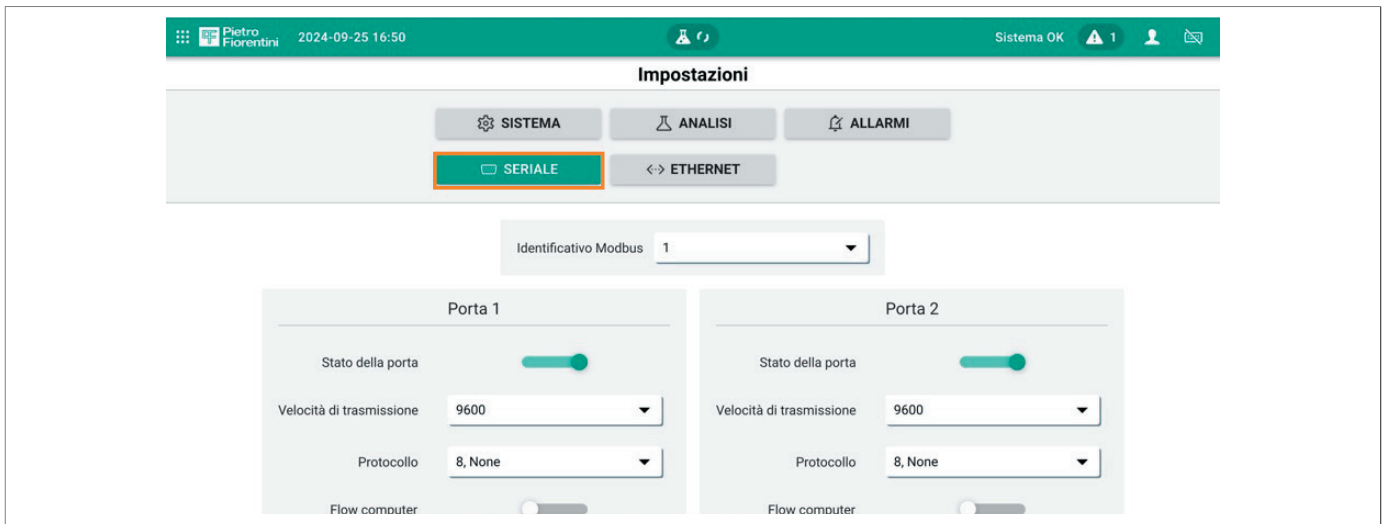 Pietro Fiorentini 2024-09-25 16:50 Sistema OK 1
Impostazioni
SISTEMA ANALISI ALLARMI
SERIALE ETHERNET
Identificativo Modbus 1
Porta 1 Porta 2
Stato della porta Stato della porta
Velocità di trasmissione 9600 Velocità di trasmissione 9600
Protocollo 8, None Protocollo 8, None
Flow computer Flow computer